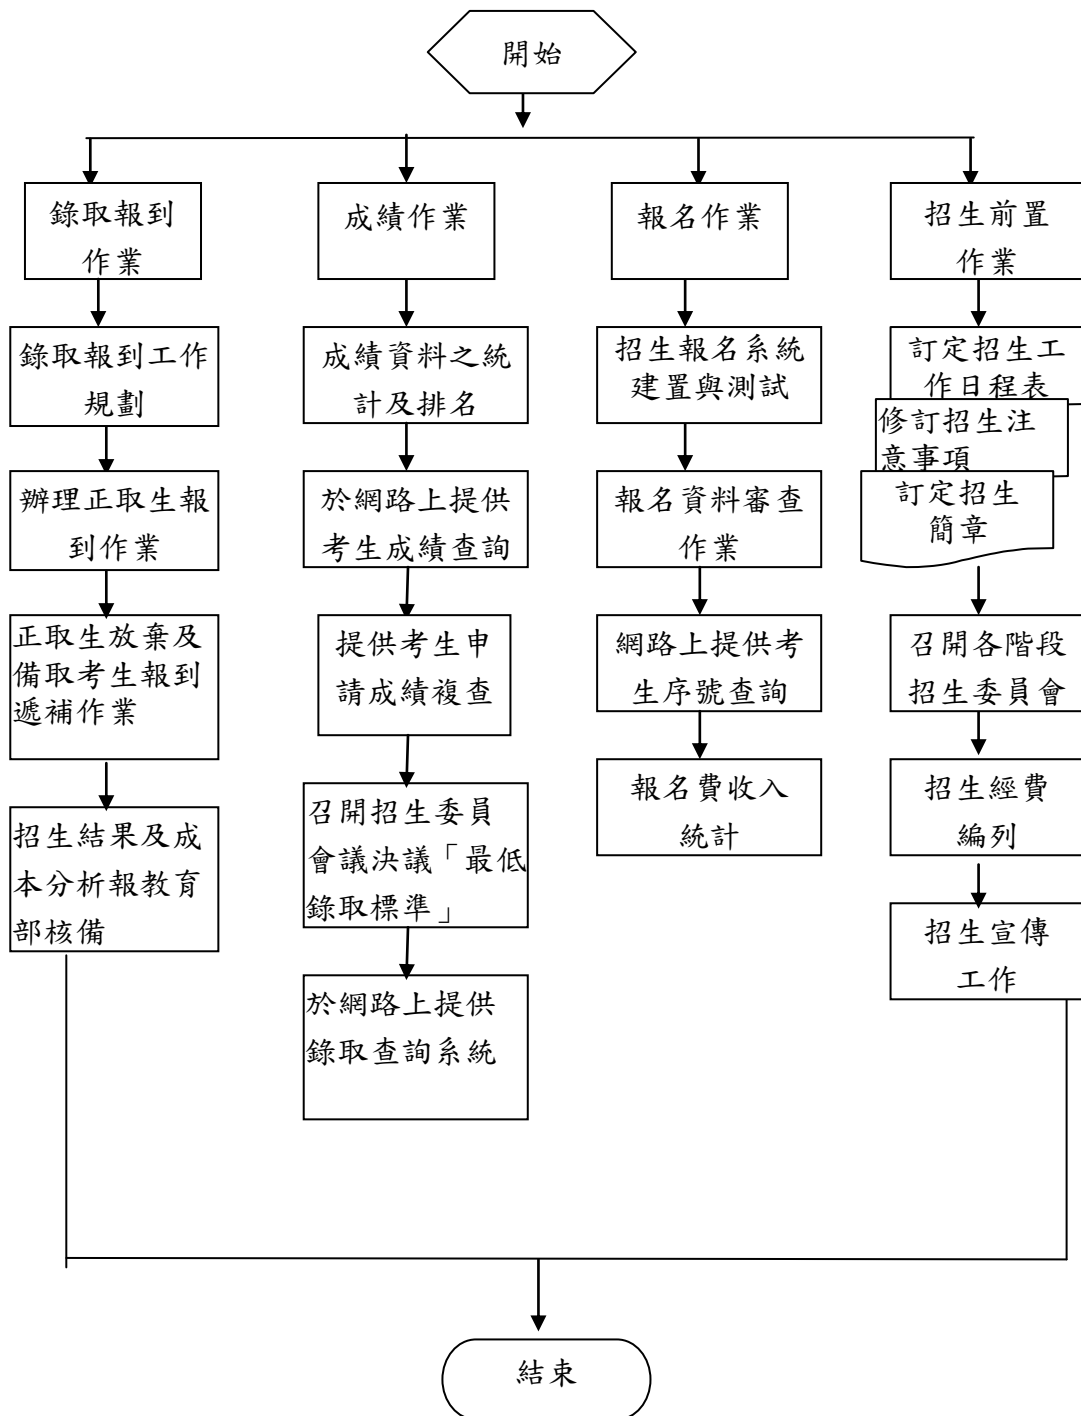 開始
錄取報到
作業
成績作業
報名作業
招生前置
作業
錄取報到工作
規劃
成績資料之統
計及排名
招生報名系統
建置與測試
訂定招生工
作日程表
修訂招生注
意事項
訂定招生
簡章
辦理正取生報
到作業
於網路上提供
考生成績查詢
報名資料審查
作業
正取生放棄及
備取考生報到
遞補作業
提供考生申
請成績複查
網路上提供考
生序號查詢
召開各階段
招生委員會
招生結果及成
本分析報教育
部核備
召開招生委員
會議決議「最低
錄取標準」
報名費收入
統計
招生經費
編列
招生宣傳
工作
於網路上提供
錄取查詢系統
結束